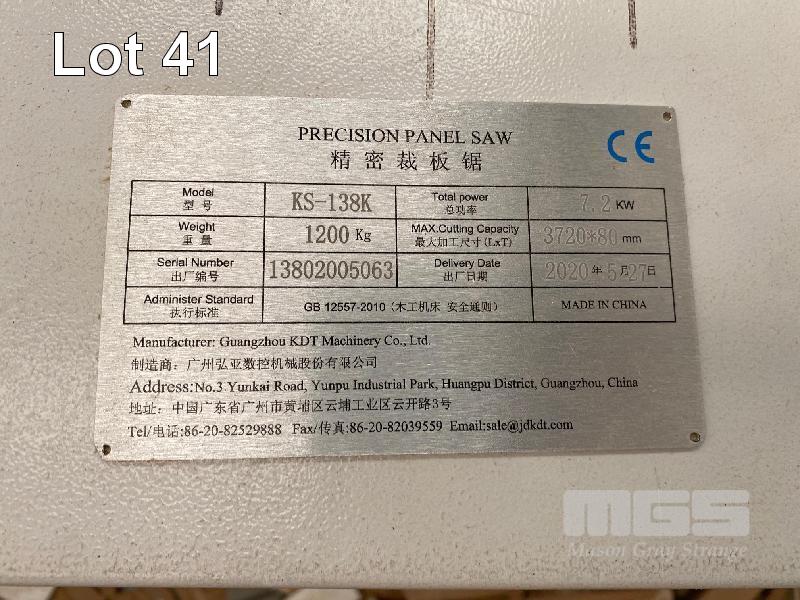 Lot 41
PRECISION PANEL SAW
CE
精密裁板锯
Model KS-138K Total power 7.2 KW
型号 总功率
Weight 1200 Kg MAX.Cutting Capacity 3720*80 mm
重量 最大加工尺寸(LxT)
Serial Number 13802005063 Delivery Date 2020年5月27日
出厂编号 出厂日期
Administer Standard GB 12557-2010 (木工机床 安全通则) MADE IN CHINA
执行标准
Manufacturer: Guangzhou KDT Machinery Co., Ltd.
制造商: 广州弘亚数控机械股份有限公司
Address:No.3 Yunkai Road, Yunpu Industrial Park, Huangpu District, Guangzhou, China
地址: 中国广东省广州市黄埔区云埔工业区云开路3号
Tel/电话:86-20-82529888 Fax/传真:86-20-82039559 Email:sale@jdkdt.com
MGS
Mason Gray Strange